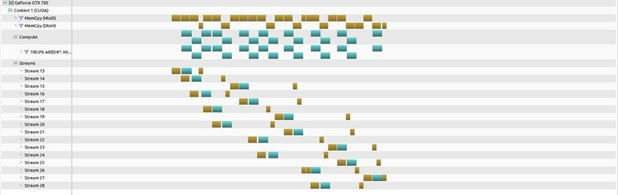 [0] GeForce GTX 750
Context 1 (CUDA)
MemCpy (HtoD)
MemCpy (DtoH)
Compute
100.0% add(int*, int...
Streams
Stream 13
Stream 14
Stream 15
Stream 16
Stream 17
Stream 18
Stream 19
Stream 20
Stream 21
Stream 22
Stream 23
Stream 24
Stream 25
Stream 26
Stream 27
Stream 28